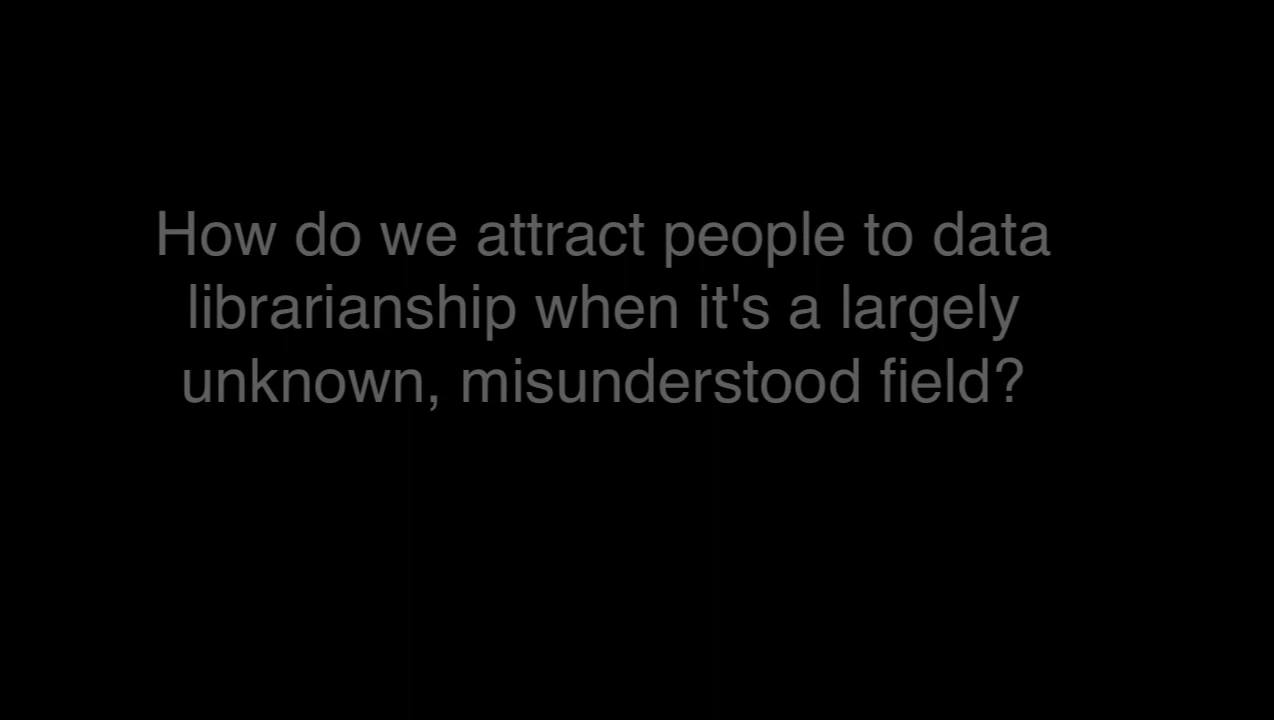 How do we attract people to data
librarianship when it's a largely
unknown, misunderstood field?